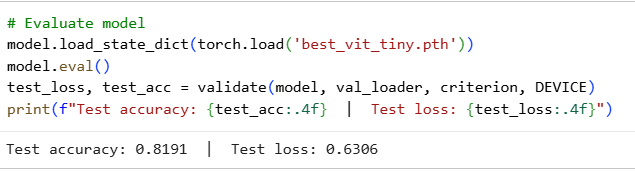 # Evaluate model
model.load_state_dict(torch.load('best_vit_tiny.pth'))
model.eval()
test_loss, test_acc = validate(model, val_loader, criterion, DEVICE)
print(f"Test accuracy: {test_acc:.4f}  |  Test loss: {test_loss:.4f}")
Test accuracy: 0.8191  |  Test loss: 0.6306